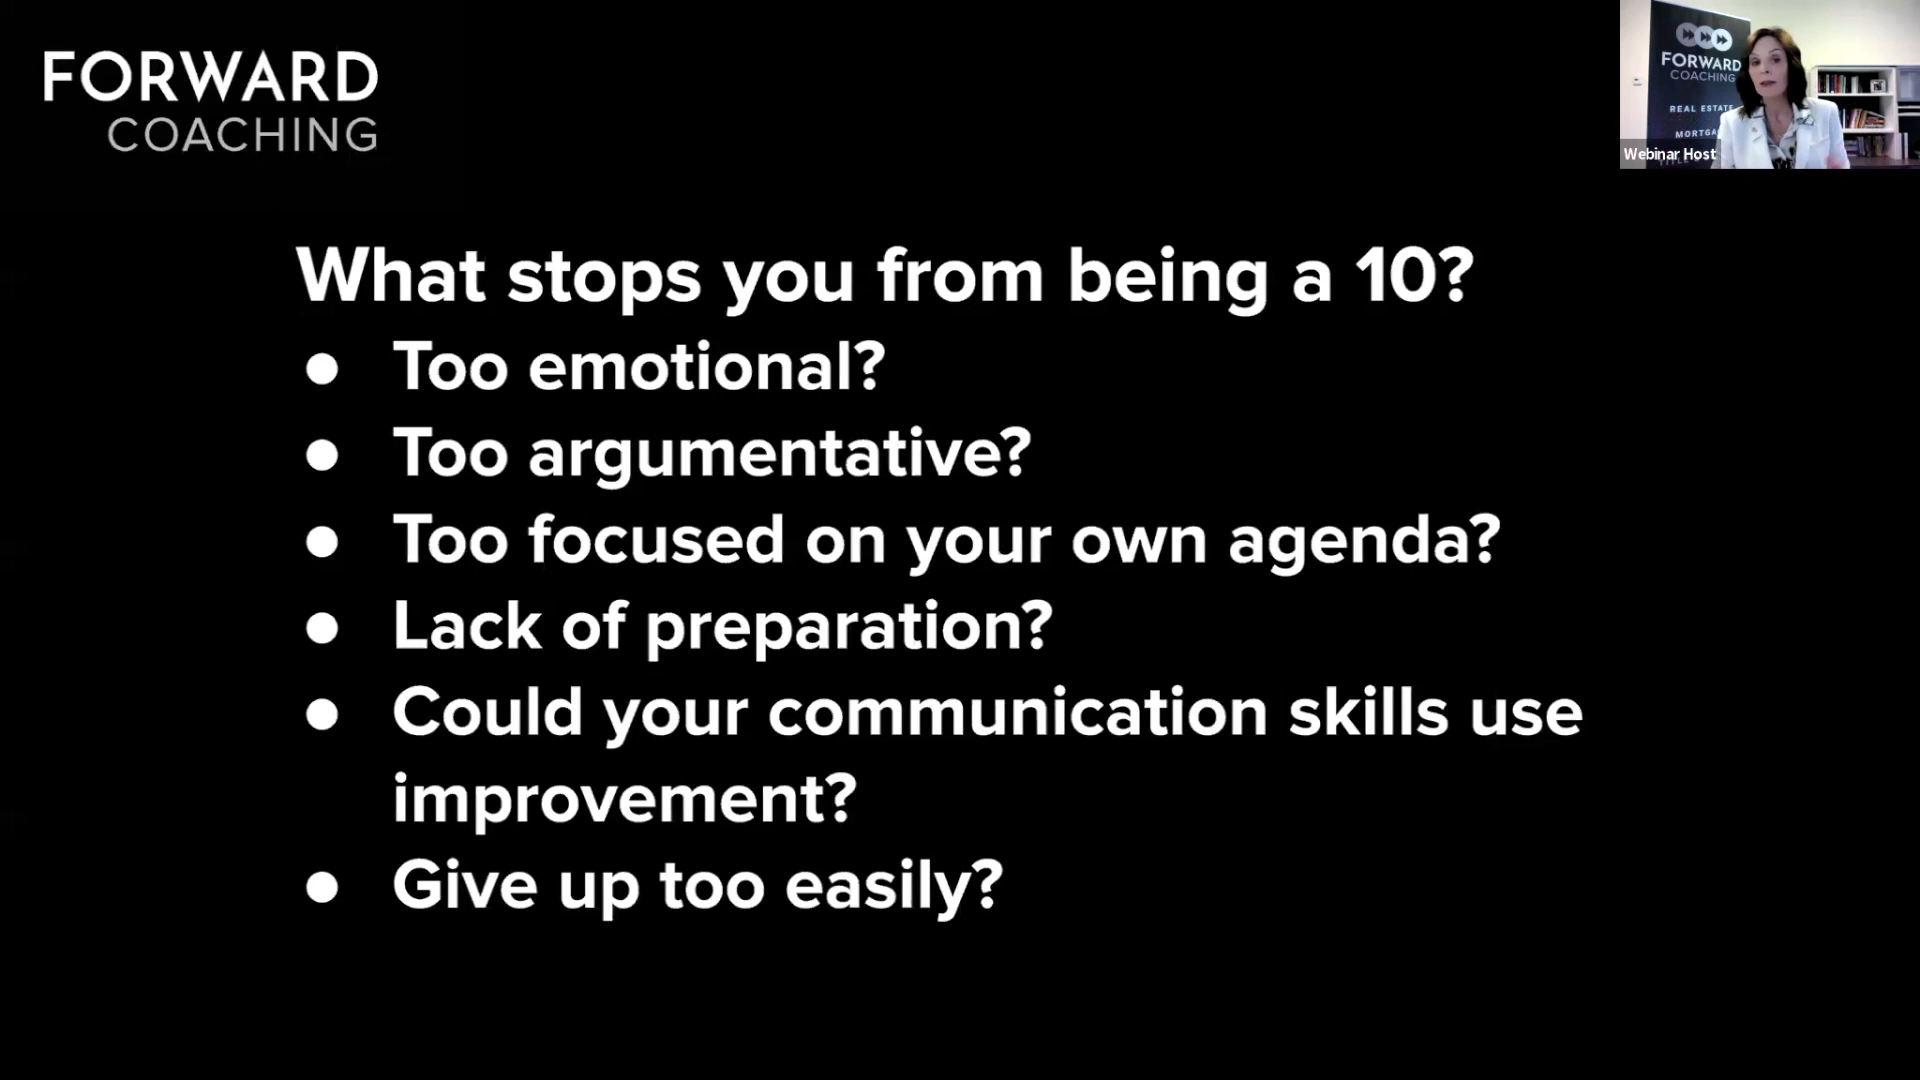 FORWARD
COACHING
FORWARD
COACHING
REAL ESTATE
MORTGA
Webinar Host
What stops you from being a 10?
● Too emotional?
● Too argumentative?
● Too focused on your own agenda?
● Lack of preparation?
● Could your communication skills use
improvement?
● Give up too easily?